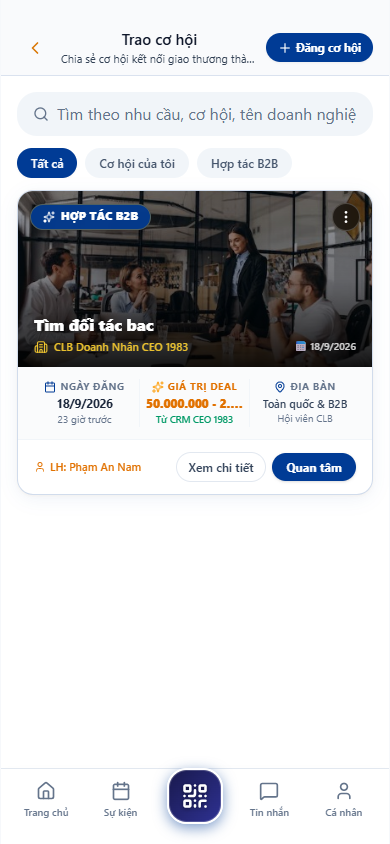 Trao cơ hội
Chia sẻ cơ hội kết nối giao thương thà...
Đăng cơ hội
Tìm theo nhu cầu, cơ hội, tên doanh nghiệ
Tất cả
Cơ hội của tôi
Hợp tác B2B
HỢP TÁC B2B
Tìm đối tác bac
CLB Doanh Nhân CEO 1983
18/9/2026
NGÀY ĐĂNG
18/9/2026
23 giờ trước
GIÁ TRỊ DEAL
50.000.000 - 2....
Từ CRM CEO 1983
ĐỊA BÀN
Toàn quốc & B2B
Hội viên CLB
LH: Phạm An Nam
Xem chi tiết
Quan tâm
Trang chủ
Sự kiện
Tin nhắn
Cá nhân